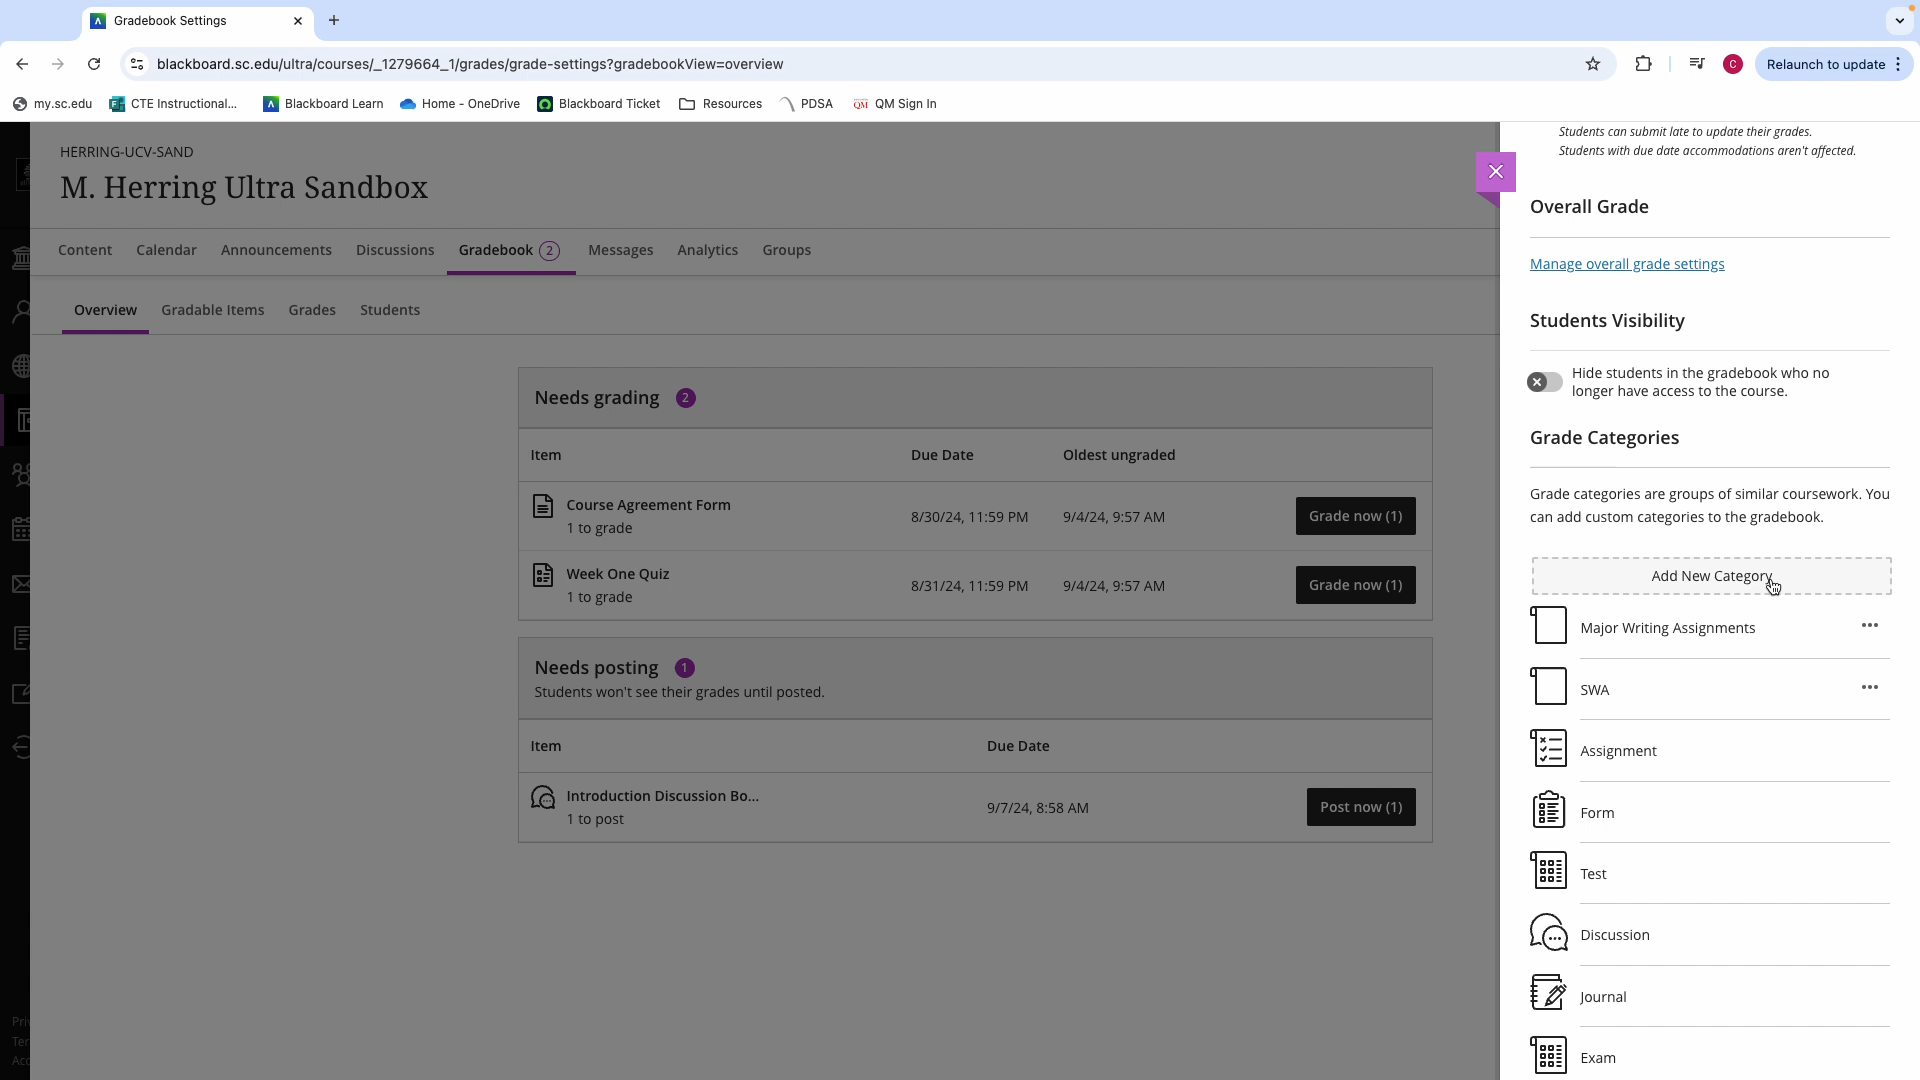 Gradebook Settings
blackboard.sc.edu/ultra/courses/_1279664_1/grades/grade-settings?gradebookView=overview
C
Relaunch to update
my.sc.edu
CTE Instructional...
Blackboard Learn
Home - OneDrive
Blackboard Ticket
Resources
PDSA
QM
QM Sign In
HERRING-UCV-SAND
M. Herring Ultra Sandbox
Content
Calendar
Announcements
Discussions
Gradebook 2
Messages
Analytics
Groups
Overview
Gradable Items
Grades
Students
Needs grading 2
Item
Due Date
Oldest ungraded
Course Agreement Form
1 to grade
8/30/24, 11:59 PM
9/4/24, 9:57 AM
Grade now (1)
Week One Quiz
1 to grade
8/31/24, 11:59 PM
9/4/24, 9:57 AM
Grade now (1)
Needs posting 1
Students won't see their grades until posted.
Item
Due Date
Introduction Discussion Bo...
1 to post
9/7/24, 8:58 AM
Post now (1)
Students can submit late to update their grades.
Students with due date accommodations aren't affected.
Overall Grade
Manage overall grade settings
Students Visibility
Hide students in the gradebook who no
longer have access to the course.
Grade Categories
Grade categories are groups of similar coursework. You
can add custom categories to the gradebook.
Add New Category
Major Writing Assignments
SWA
Assignment
Form
Test
Discussion
Journal
Exam